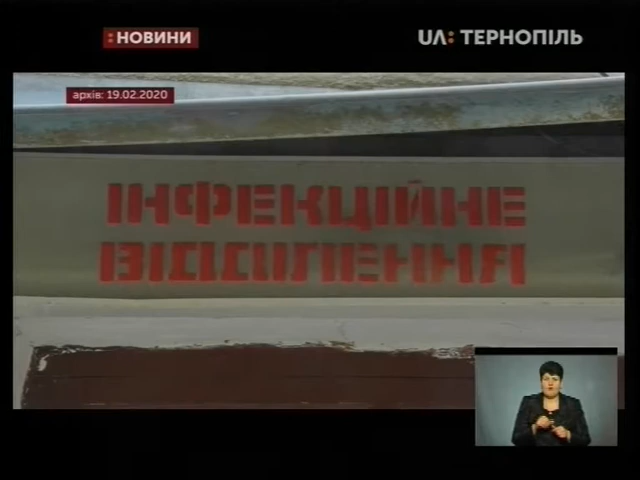 :НОВИНИ
UA: ТЕРНОПІЛЬ
архів: 19.02.2020
ІНФЕКЦІЙНЕ
ВІДДІЛЕННЯ